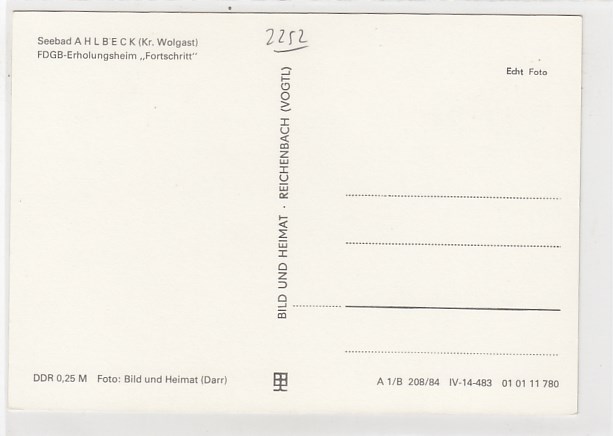 Seebad AHLBECK (Kr. Wolgast)
FDGB-Erholungsheim „Fortschritt"
2252
Echt Foto
BILD UND HEIMAT · REICHENBACH (VOGTL)
DDR 0,25 M Foto: Bild und Heimat (Darr)
A 1/B 208/84 IV-14-483 01 01 11 780